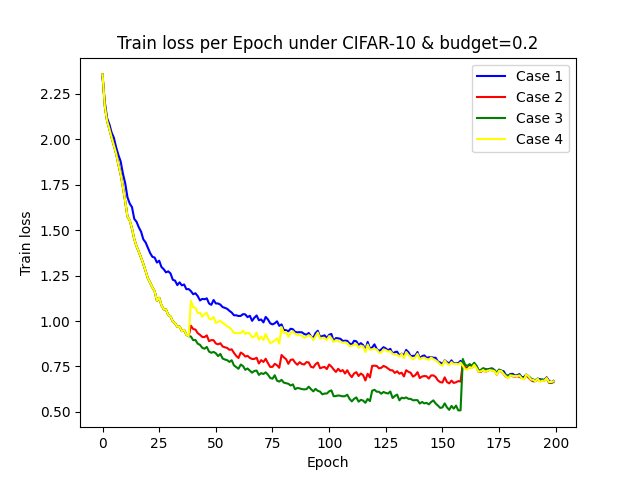 Train loss per Epoch under CIFAR-10 & budget=0.2
Case 1
Case 2
Case 3
Case 4
Train loss
2.25
2.00
1.75
1.50
1.25
1.00
0.75
0.50
0
25
50
75
100
125
150
175
200
Epoch